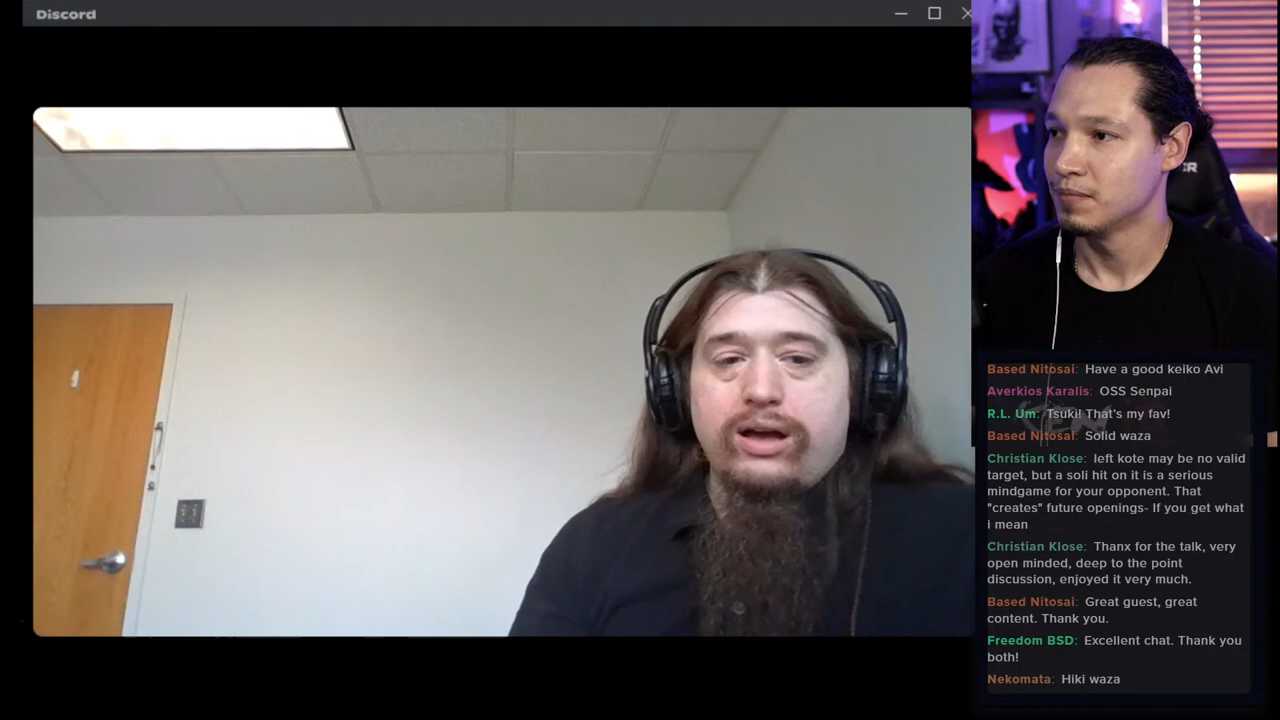 Discord
Based Nitosai: Have a good keiko Avi
Averkios Karalis: OSS Senpai
R.L. Um: Tsuki! That's my fav!
Based Nitosai: Solid waza
Christian Klose: left kote may be no valid
target, but a soli hit on it is a serious
mindgame for your opponent. That
"creates" future openings- If you get what
i mean
Christian Klose: Thanx for the talk, very
open minded, deep to the point
discussion, enjoyed it very much.
Based Nitosai: Great guest, great
content. Thank you.
Freedom BSD: Excellent chat. Thank you
both!
Nekomata: Hiki waza